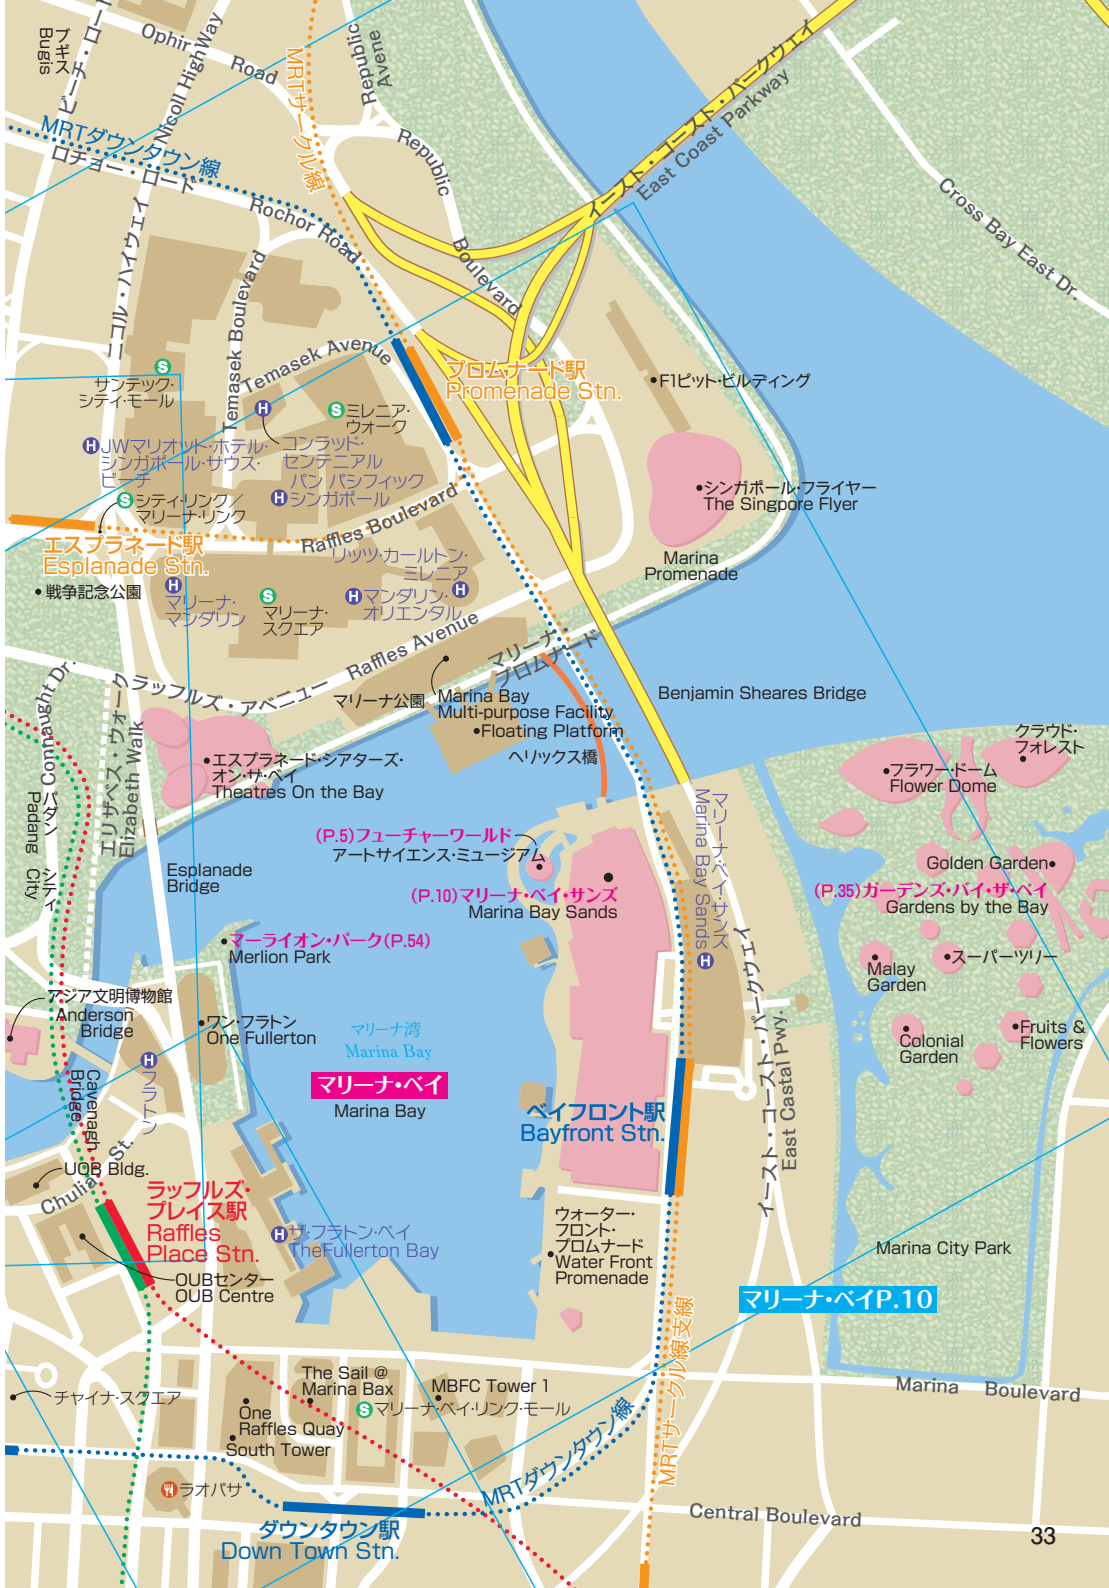 ブギス
Bugis
ビーチ・ロード
Ophir Road
Nicoll HighWay
MRTサークル線
Republic
Avene
イースト・コースト・パークウェイ
East Coast Parkway
MRTダウンタウン線
ロチョー・ロード
Rochor Road
Republic Boulevard
Cross Bay East Dr.
ニコル・ハイウェイ
Temasek Boulevard
Temasek Avenue
サンテック・
シティ・モール
プロムナード駅
Promenade Stn.
F1ピット・ビルディング
ミレニア・
ウォーク
JWマリオット・ホテル・
シンガポール・サウス・
ビーチ
コンラッド・
センテニアル
パン パシフィック
シンガポール
シティ・リンク/
マリーナ・リンク
シンガポール・フライヤー
The Singpore Flyer
エスプラネード駅
Esplanade Stn.
Raffles Boulevard
リッツ・カールトン・
ミレニア
Marina
Promenade
戦争記念公園
マリーナ・
マンダリン
マリーナ・
スクエア
マンダリン・
オリエンタル
ラッフルズ・アベニュー Raffles Avenue
マリーナ・
プロムナード
Connaught Dr.
エリザベス・ウォーク
Elizabeth Walk
マリーナ公園
Marina Bay
Multi-purpose Facility
Floating Platform
ヘリックス橋
Benjamin Sheares Bridge
エスプラネード・シアターズ・
オン・ザ・ベイ
Theatres On the Bay
クラウド・
フォレスト
フラワー・ドーム
Flower Dome
パダン シティ
Padang City
Esplanade
Bridge
(P.5)フューチャーワールド
アートサイエンス・ミュージアム
マリーナ・ベイ・サンズ
Marina Bay Sands
(P.10)マリーナ・ベイ・サンズ
Marina Bay Sands
Golden Garden
(P.35)ガーデンズ・バイ・ザ・ベイ
Gardens by the Bay
マーライオン・パーク(P.54)
Merlion Park
スーパーツリー
Malay
Garden
アジア文明博物館
Anderson
Bridge
ワン・フラトン
One Fullerton
マリーナ湾
Marina Bay
Colonial
Garden
Fruits &
Flowers
フラトン
Cavenagh
Bridge
マリーナ・ベイ
Marina Bay
ベイフロント駅
Bayfront Stn.
イースト・コースト・パークウェイ
East Castal Pwy.
UOB Bldg.
Chulia St.
ラッフルズ・
プレイス駅
Raffles
Place Stn.
ザ・フラトン・ベイ
TheFullerton Bay
ウォーター・
フロント・
プロムナード
Water Front
Promenade
Marina City Park
OUBセンター
OUB Centre
マリーナ・ベイP.10
MRTサークル線支線
チャイナ・スクエア
The Sail @
Marina Bax
MBFC Tower 1
マリーナ・ベイ・リンク・モール
One
Raffles Quay
South Tower
Marina Boulevard
ラオパサ
MRTダウンタウン線
Central Boulevard
ダウンタウン駅
Down Town Stn.
33